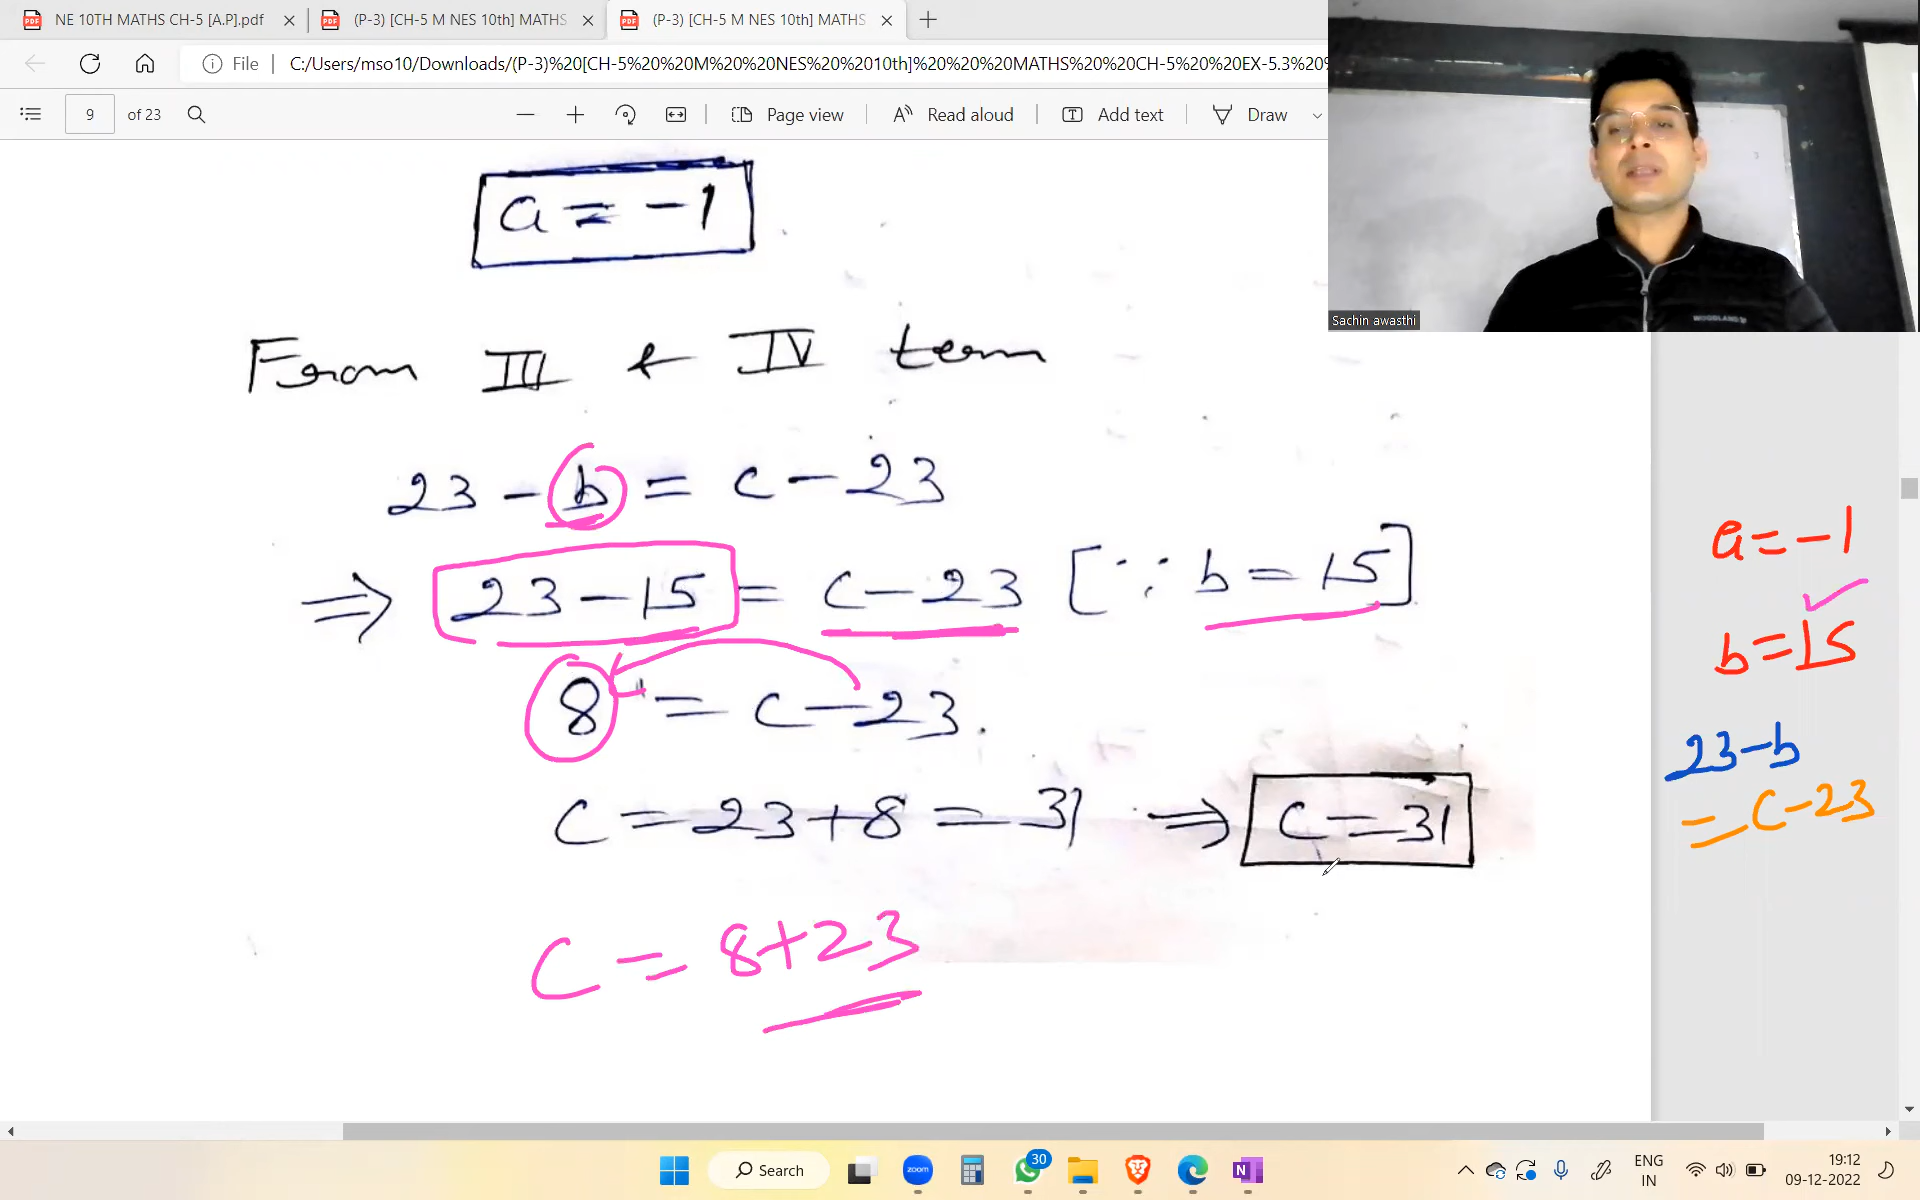 NE 10TH MATHS CH-5 [A.P].pdf
(P-3) [CH-5 M NES 10th] MATHS
(P-3) [CH-5 M NES 10th] MATHS
File C:/Users/mso10/Downloads/(P-3)%20[CH-5%20%20M%20%20NES%20%2010th]%20%20%20MATHS%20%20CH-5%20%20EX-5.3%20%
9 of 23 Page view Read aloud Add text Draw
Sachin awasthi
WOODLAND
a = -1
From III & IV term
23 - b = c - 23
⇒ 23 - 15 = c - 23 [∵ b = 15]
8 = c - 23.
c = 23 + 8 = 31 ⇒ c = 31
C = 8+23
a = -1
b = 15
23-b
= c-23
Search
zoom
30
N
ENG
IN
19:12
09-12-2022